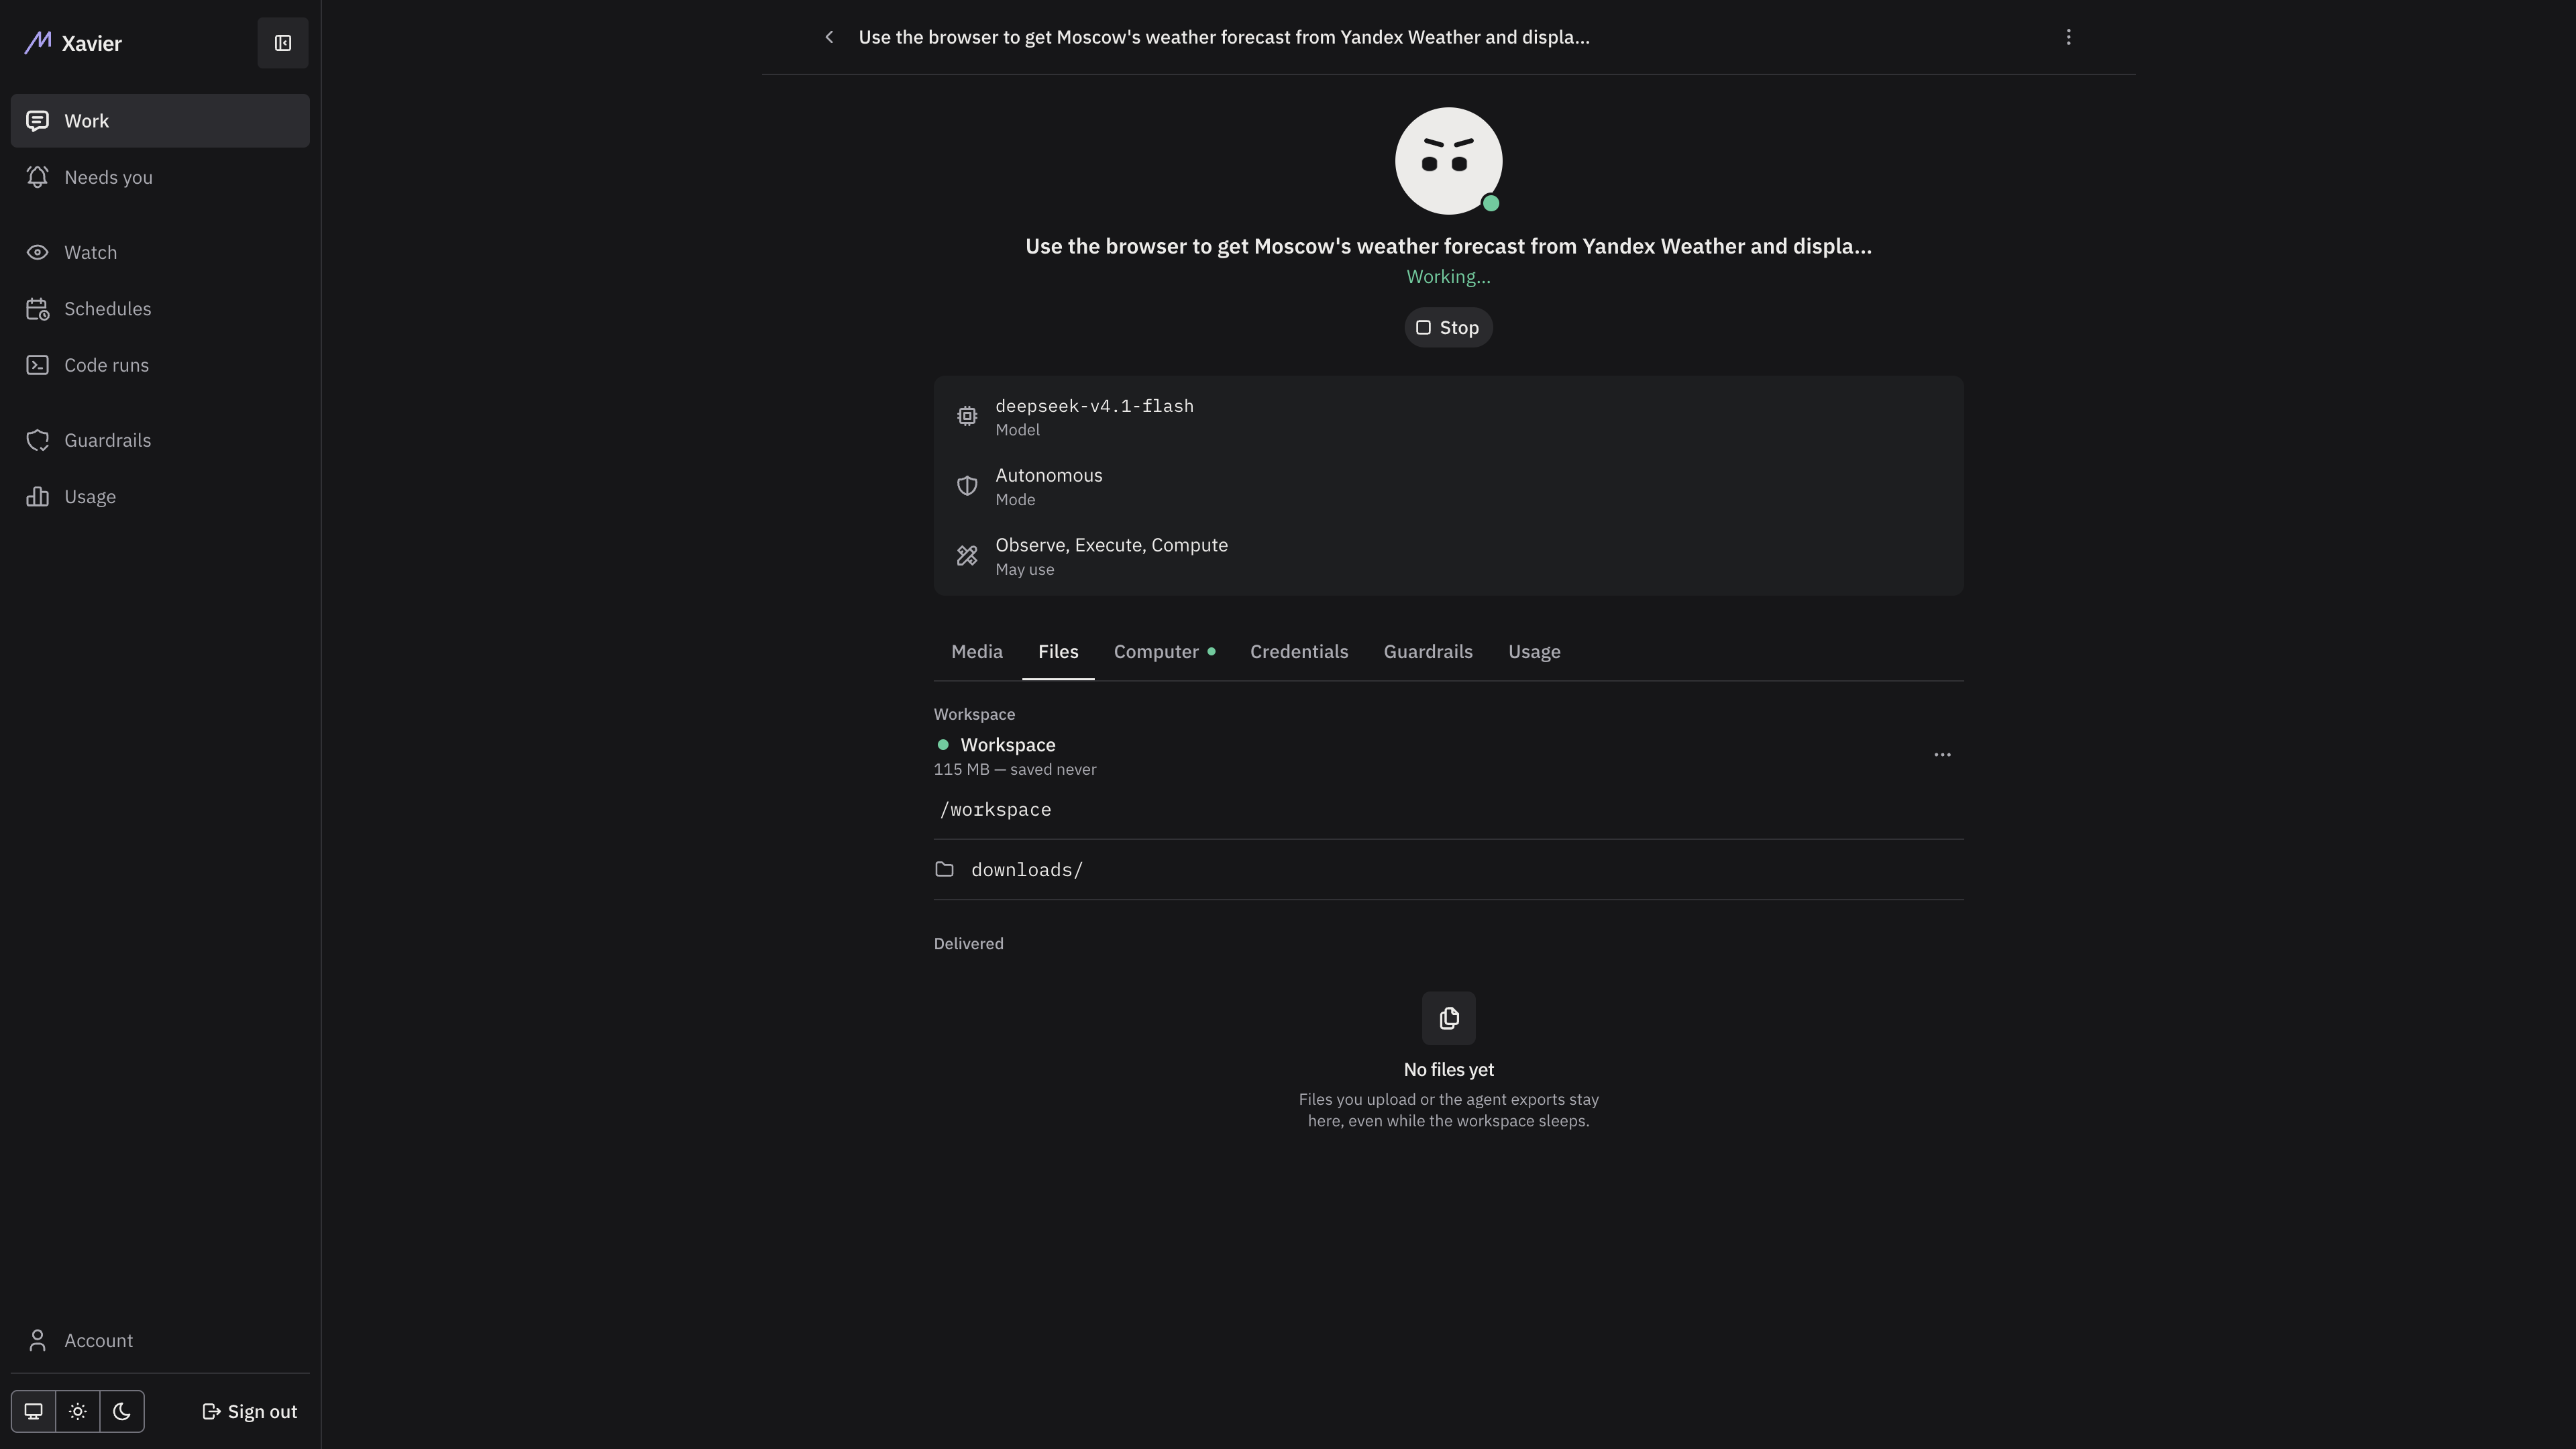 Xavier
Work
Needs you
Watch
Schedules
Code runs
Guardrails
Usage
Account
Sign out
Use the browser to get Moscow's weather forecast from Yandex Weather and displa...
Use the browser to get Moscow's weather forecast from Yandex Weather and displa...
Working...
Stop
deepseek-v4.1-flash
Model
Autonomous
Mode
Observe, Execute, Compute
May use
Media Files Computer Credentials Guardrails Usage
Workspace
Workspace
115 MB — saved never
/workspace
downloads/
Delivered
No files yet
Files you upload or the agent exports stay
here, even while the workspace sleeps.